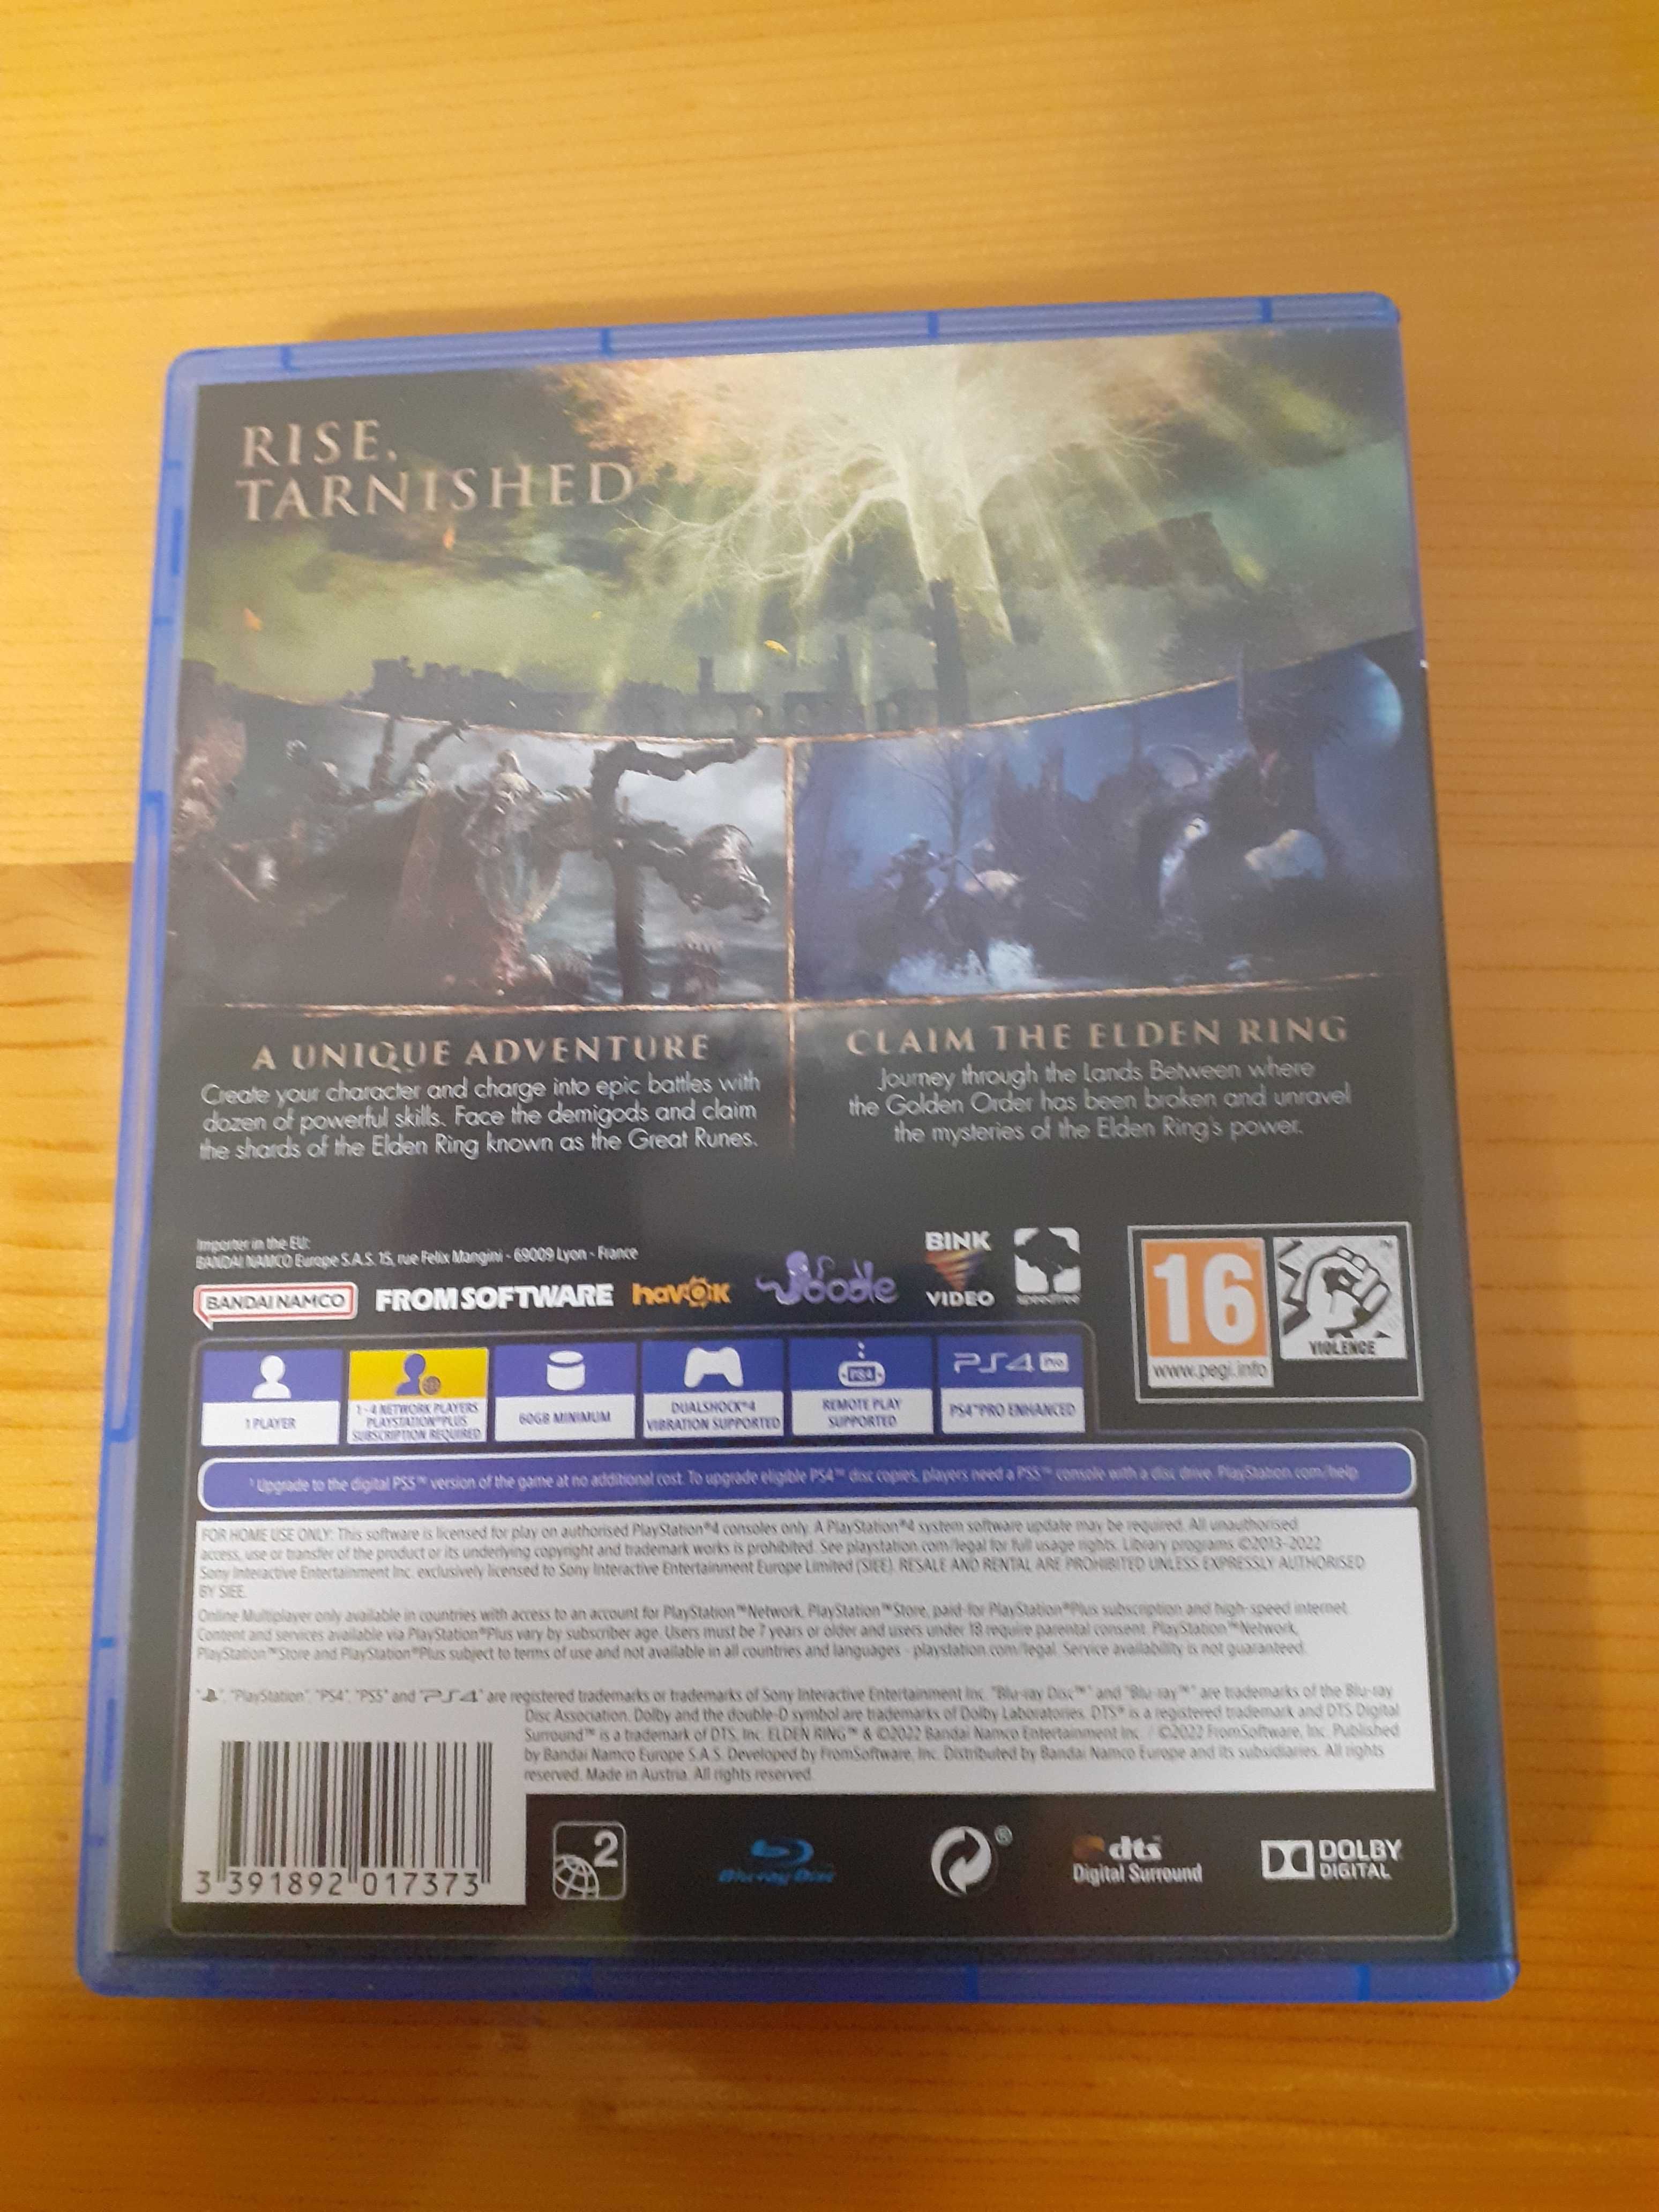 RISE,
TARNISHED
A UNIQUE ADVENTURE
Create your character and charge into epic battles with
dozen of powerful skills. Face the demigods and claim
the shards of the Elden Ring known as the Great Runes.
CLAIM THE ELDEN RING
Journey through the Lands Between where
the Golden Order has been broken and unravel
the mysteries of the Elden Ring's power.
Importer in the EU:
BANDAI NAMCO Europe S.A.S. 15, rue Felix Mangini - 69009 Lyon - France
BANDAI NAMCO
FROMSOFTWARE
havok
oodle
BINK
VIDEO
speedtree
16
www.pegi.info
VIOLENCE
™
1 PLAYER
1 - 4 NETWORK PLAYERS
PLAYSTATION®PLUS
SUBSCRIPTION REQUIRED
60GB MINIMUM
DUALSHOCK®4
VIBRATION SUPPORTED
PS4
REMOTE PLAY
SUPPORTED
PS4 PRO
PS4™PRO ENHANCED
¹ Upgrade to the digital PS5™ version of the game at no additional cost. To upgrade eligible PS4™ disc copies, players need a PS5™ console with a disc drive. PlayStation.com/help
FOR HOME USE ONLY: This software is licensed for play on authorised PlayStation®4 consoles only. A PlayStation®4 system software update may be required. All unauthorised
access, use or transfer of the product or its underlying copyright and trademark works is prohibited. See playstation.com/legal for full usage rights. Library programs ©2013-2022
Sony Interactive Entertainment Inc. exclusively licensed to Sony Interactive Entertainment Europe Limited (SIEE). RESALE AND RENTAL ARE PROHIBITED UNLESS EXPRESSLY AUTHORISED
BY SIEE.
Online Multiplayer only available in countries with access to an account for PlayStation™Network, PlayStation™Store, paid-for PlayStation®Plus subscription and high-speed internet.
Content and services available via PlayStation®Plus vary by subscriber age. Users must be 7 years or older and users under 18 require parental consent. PlayStation™Network,
PlayStation™Store and PlayStation®Plus subject to terms of use and not available in all countries and languages - playstation.com/legal. Service availability is not guaranteed.
"PlayStation", "PS4", "PS5" and "PS4" are registered trademarks or trademarks of Sony Interactive Entertainment Inc. "Blu-ray Disc™" and "Blu-ray™" are trademarks of the Blu-ray
Disc Association. Dolby and the double-D symbol are trademarks of Dolby Laboratories. DTS® is a registered trademark and DTS Digital
Surround™ is a trademark of DTS, Inc. ELDEN RING™ & ©2022 Bandai Namco Entertainment Inc. / ©2022 FromSoftware, Inc. Published
by Bandai Namco Europe S.A.S. Developed by FromSoftware, Inc. Distributed by Bandai Namco Europe and its subsidiaries. All rights
reserved. Made in Austria. All rights reserved.
3 391892 017373
2
Blu-ray Disc
®
dts
Digital Surround
DOLBY
DIGITAL